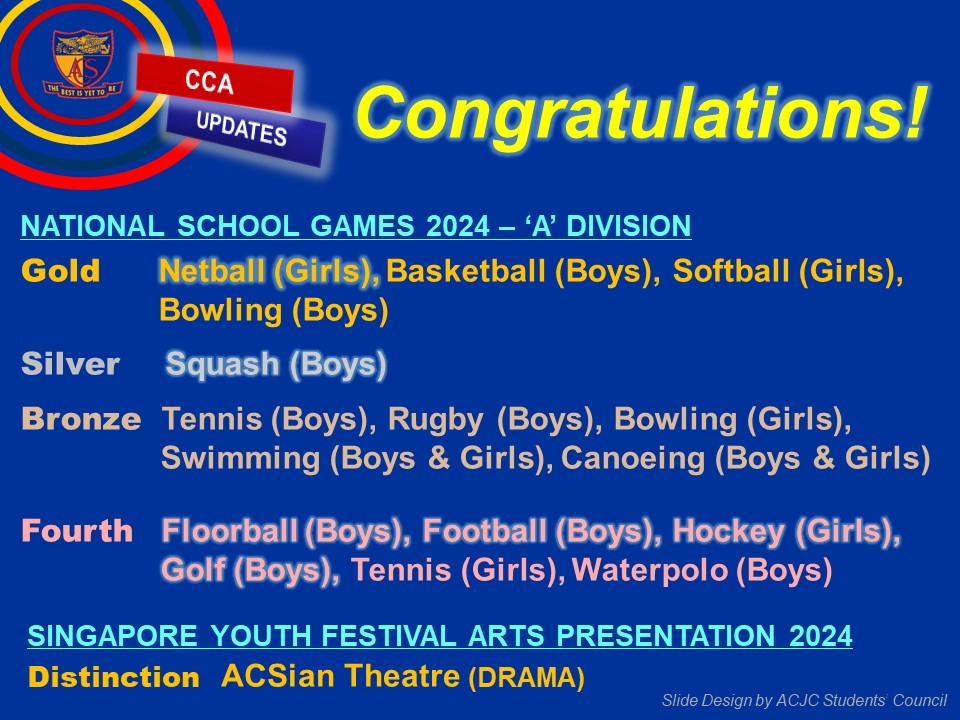 ACS
THE BEST IS YET TO BE
CCA
UPDATES
Congratulations!
NATIONAL SCHOOL GAMES 2024 – ‘A’ DIVISION
Gold Netball (Girls), Basketball (Boys), Softball (Girls),
Bowling (Boys)
Silver Squash (Boys)
Bronze Tennis (Boys), Rugby (Boys), Bowling (Girls),
Swimming (Boys & Girls), Canoeing (Boys & Girls)
Fourth Floorball (Boys), Football (Boys), Hockey (Girls),
Golf (Boys), Tennis (Girls), Waterpolo (Boys)
SINGAPORE YOUTH FESTIVAL ARTS PRESENTATION 2024
Distinction ACSian Theatre (DRAMA)
Slide Design by ACJC Students’ Council